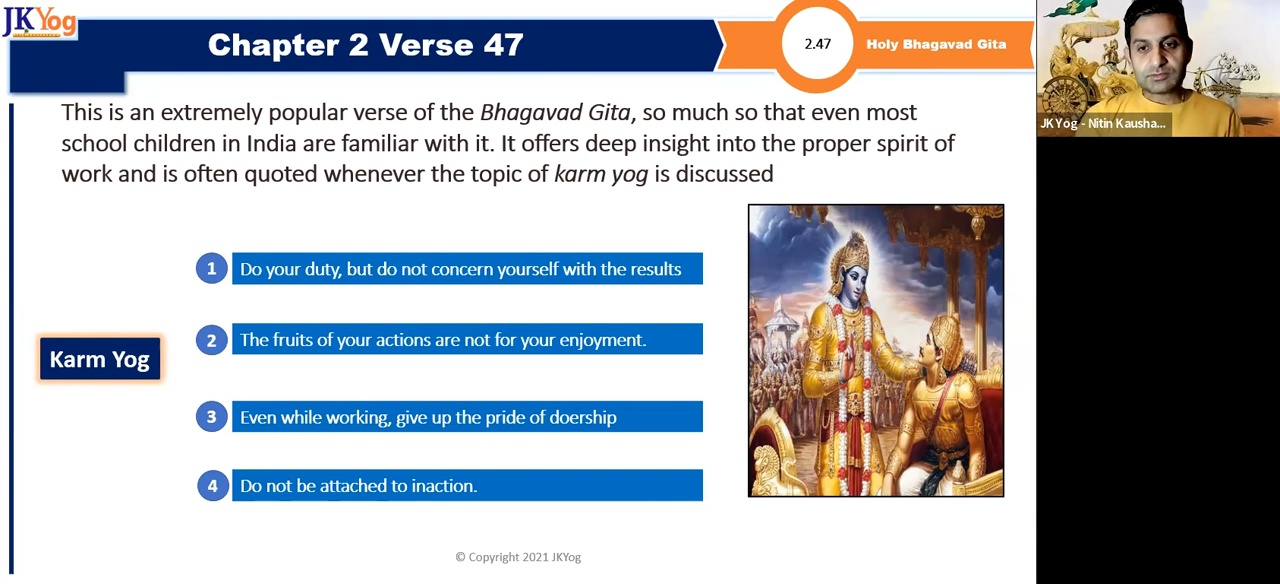 JKYog
Chapter 2 Verse 47
2.47
Holy Bhagavad Gita
JKYog - Nitin Kausha...
This is an extremely popular verse of the Bhagavad Gita, so much so that even most
school children in India are familiar with it. It offers deep insight into the proper spirit of
work and is often quoted whenever the topic of karm yog is discussed
Karm Yog
1 Do your duty, but do not concern yourself with the results
2 The fruits of your actions are not for your enjoyment.
3 Even while working, give up the pride of doership
4 Do not be attached to inaction.
© Copyright 2021 JKYog